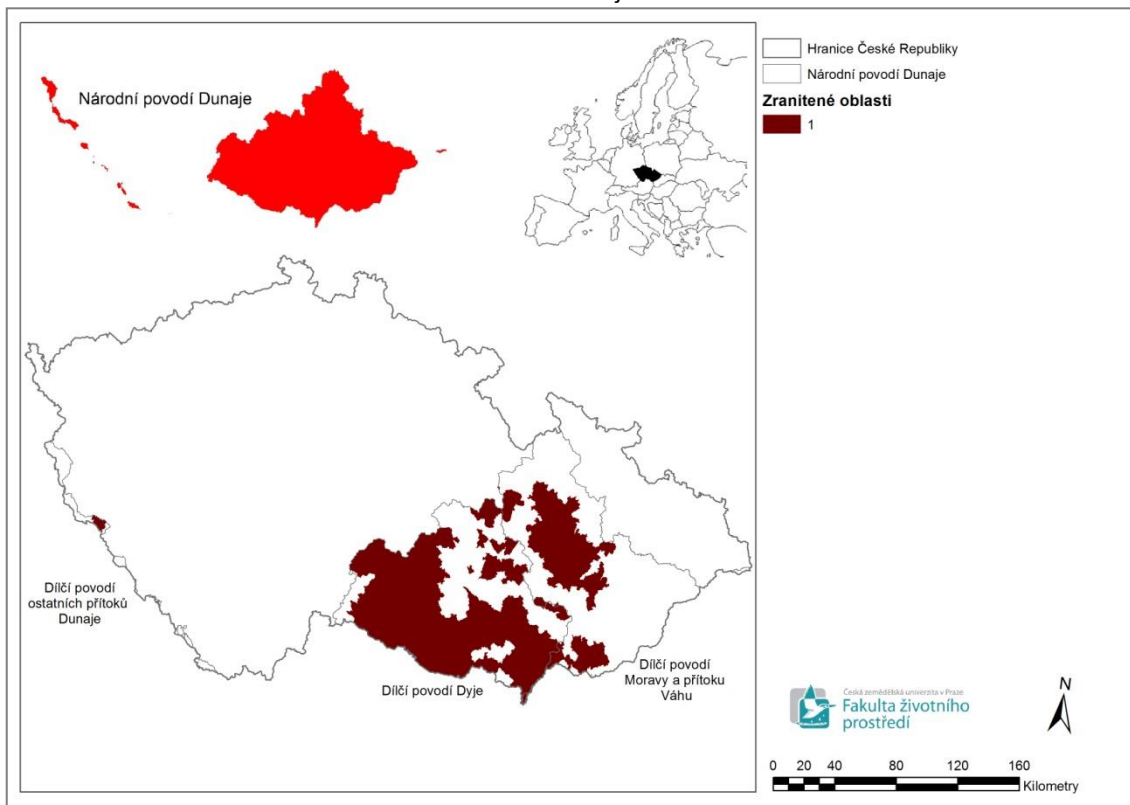 Národní povodí Dunaje
Hranice České Republiky
Národní povodí Dunaje
Zranitené oblasti
1
Dílčí povodí
ostatních přítoků
Dunaje
Dílčí povodí Dyje
Dílčí povodí
Moravy a přítoku
Váhu
Česká zemědělská univerzita v Praze
Fakulta životního
prostředí
N
0 20 40 80 120 160
Kilometry